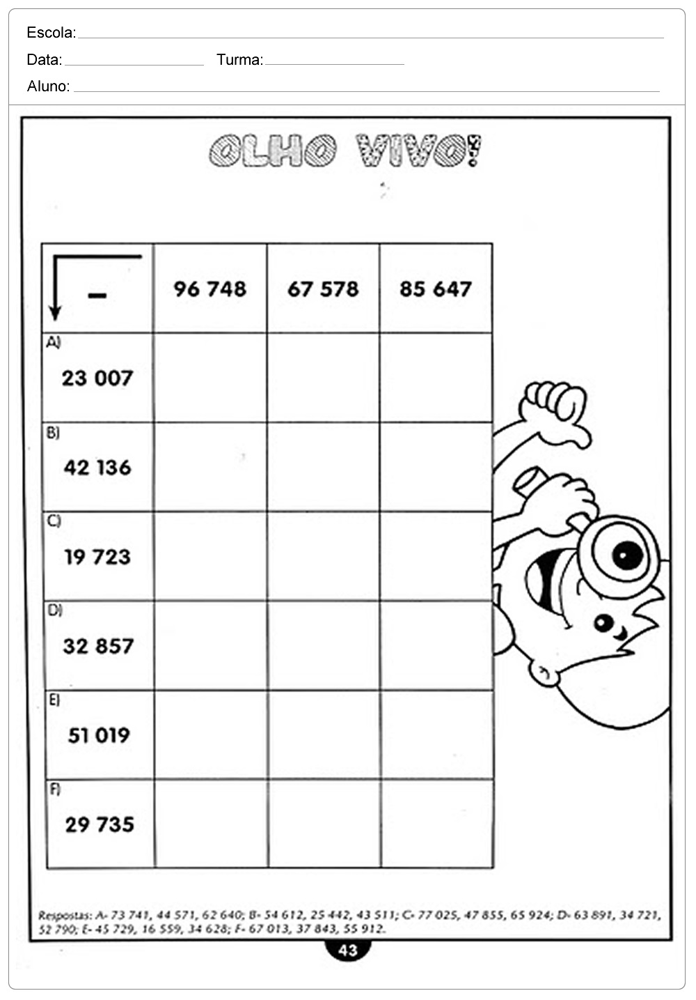 Escola:
Data: Turma:
Aluno:
OLHO VIVO!
- 96 748 67 578 85 647
A)
23 007
B)
42 136
C)
19 723
D)
32 857
E)
51 019
F)
29 735
Respostas: A- 73 741, 44 571, 62 640; B- 54 612, 25 442, 43 511; C- 77 025, 47 855, 65 924; D- 63 891, 34 721,
52 790; E- 45 729, 16 559, 34 628; F- 67 013, 37 843, 55 912.
43